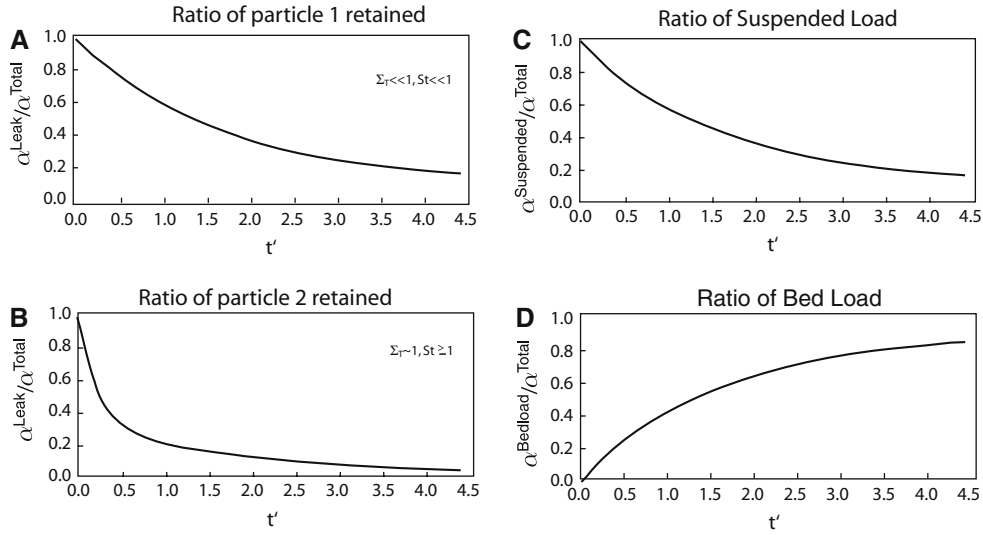 A
Ratio of particle 1 retained
α^Leak/α^Total
1.0
0.8
0.6
0.4
0.2
0.0
Σ_T<<1, St<<1
0.0 0.5 1.0 1.5 2.0 2.5 3.0 3.5 4.0 4.5
t‘
C
Ratio of Suspended Load
α^Suspended/α^Total
1.0
0.8
0.6
0.4
0.2
0.0
0.0 0.5 1.0 1.5 2.0 2.5 3.0 3.5 4.0 4.5
t‘
B
Ratio of particle 2 retained
α^Leak/α^Total
1.0
0.8
0.6
0.4
0.2
0.0
Σ_T~1, St ≥1
0.0 0.5 1.0 1.5 2.0 2.5 3.0 3.5 4.0 4.5
t‘
D
Ratio of Bed Load
α^Bedload/α^Total
1.0
0.8
0.6
0.4
0.2
0.0
0.0 0.5 1.0 1.5 2.0 2.5 3.0 3.5 4.0 4.5
t‘